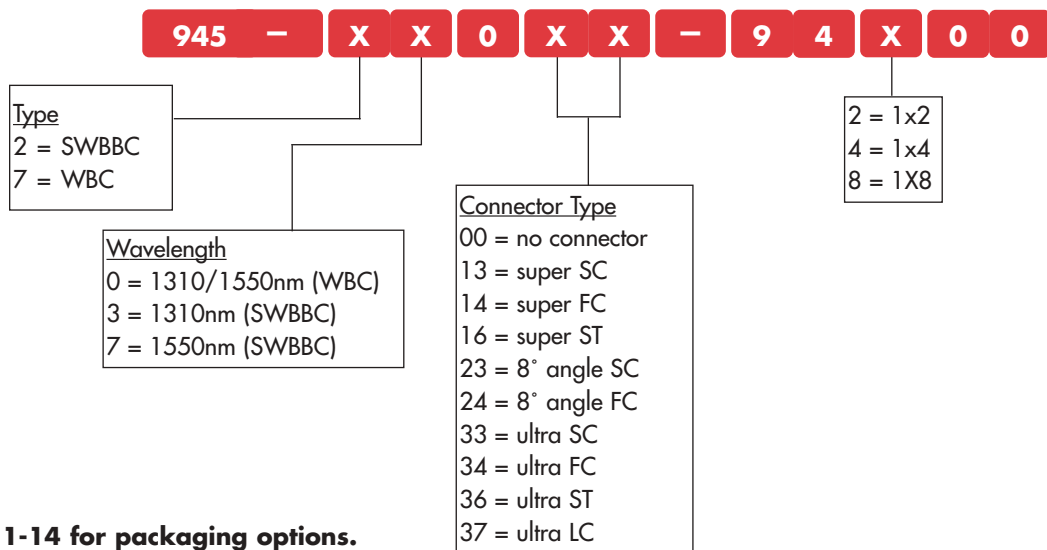 945 – X X 0 X X – 9 4 X 0 0
Type
2 = SWBBC
7 = WBC
2 = 1x2
4 = 1x4
8 = 1X8
Wavelength
0 = 1310/1550nm (WBC)
3 = 1310nm (SWBBC)
7 = 1550nm (SWBBC)
Connector Type
00 = no connector
13 = super SC
14 = super FC
16 = super ST
23 = 8° angle SC
24 = 8° angle FC
33 = ultra SC
34 = ultra FC
36 = ultra ST
37 = ultra LC
1-14 for packaging options.